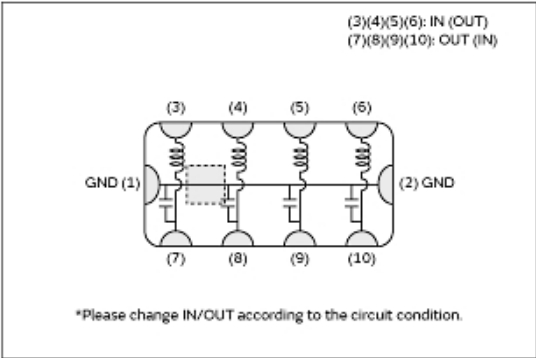 (3)(4)(5)(6): IN (OUT)
(7)(8)(9)(10): OUT (IN)
(3) (4) (5) (6)
GND (1) (2) GND
(7) (8) (9) (10)
*Please change IN/OUT according to the circuit condition.